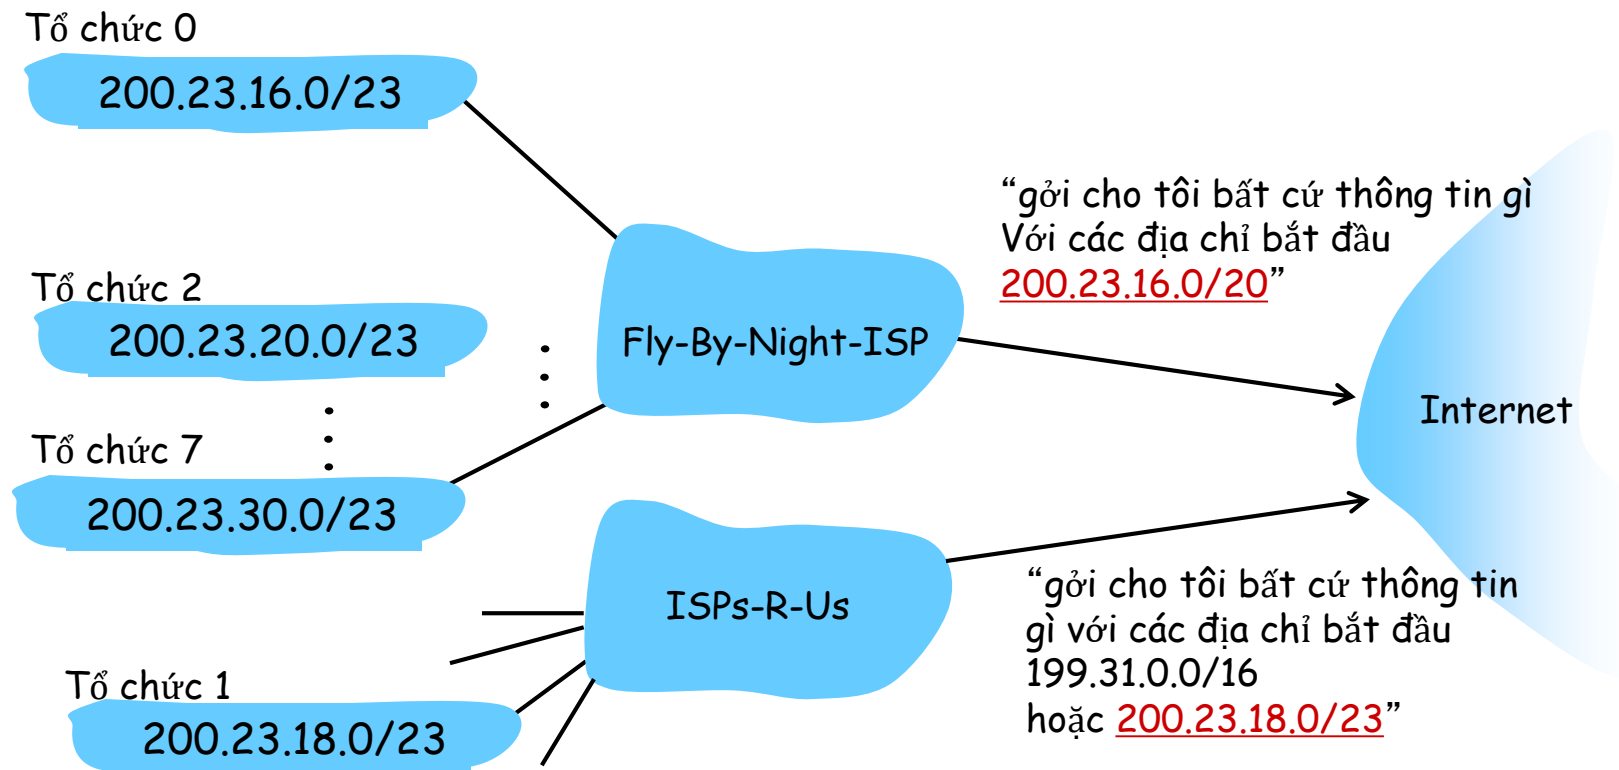 Tổ chức 0
200.23.16.0/23
Tổ chức 2
200.23.20.0/23
Tổ chức 7
200.23.30.0/23
Tổ chức 1
200.23.18.0/23
Fly-By-Night-ISP
ISPs-R-Us
“gởi cho tôi bất cứ thông tin gì
Với các địa chỉ bắt đầu
200.23.16.0/20”
Internet
“gởi cho tôi bất cứ thông tin
gì với các địa chỉ bắt đầu
199.31.0.0/16
hoặc 200.23.18.0/23”